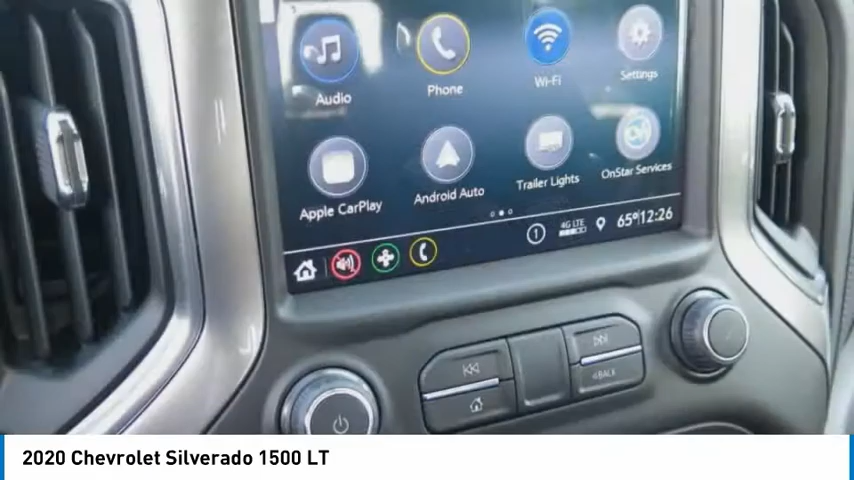 Audio Phone Wi-Fi Settings
Apple CarPlay Android Auto Trailer Lights OnStar Services
1 4G LTE 65° 12:26
<BACK
2020 Chevrolet Silverado 1500 LT